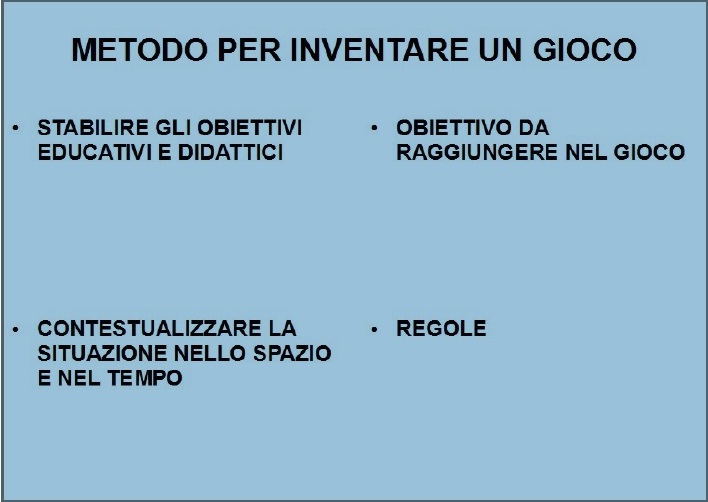 METODO PER INVENTARE UN GIOCO
• STABILIRE GLI OBIETTIVI
EDUCATIVI E DIDATTICI
• OBIETTIVO DA
RAGGIUNGERE NEL GIOCO
• CONTESTUALIZZARE LA
SITUAZIONE NELLO SPAZIO
E NEL TEMPO
• REGOLE